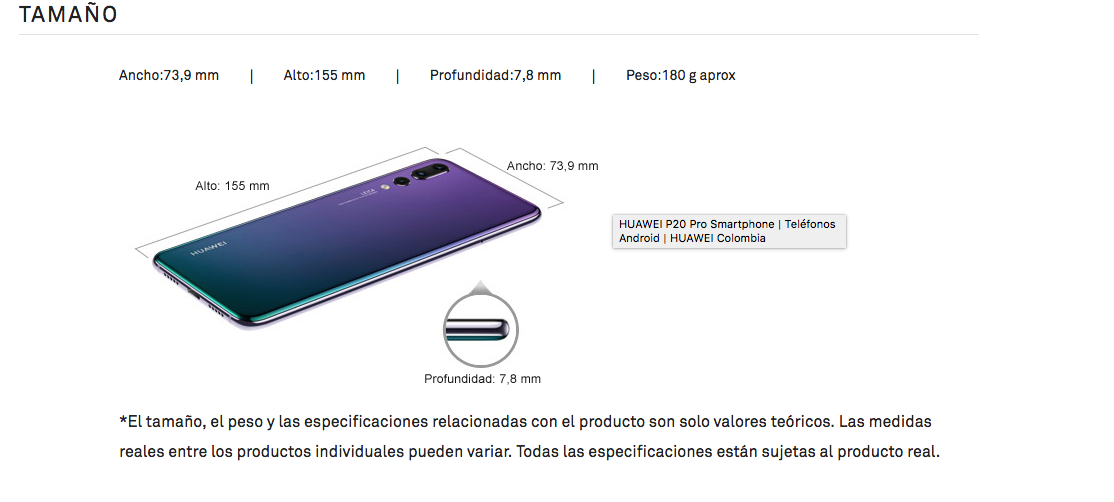 TAMAÑO
Ancho:73,9 mm | Alto:155 mm | Profundidad:7,8 mm | Peso:180 g aprox
Ancho: 73,9 mm
Alto: 155 mm
LEICA
HUAWEI
HUAWEI P20 Pro Smartphone | Teléfonos
Android | HUAWEI Colombia
Profundidad: 7,8 mm
*El tamaño, el peso y las especificaciones relacionadas con el producto son solo valores teóricos. Las medidas
reales entre los productos individuales pueden variar. Todas las especificaciones están sujetas al producto real.